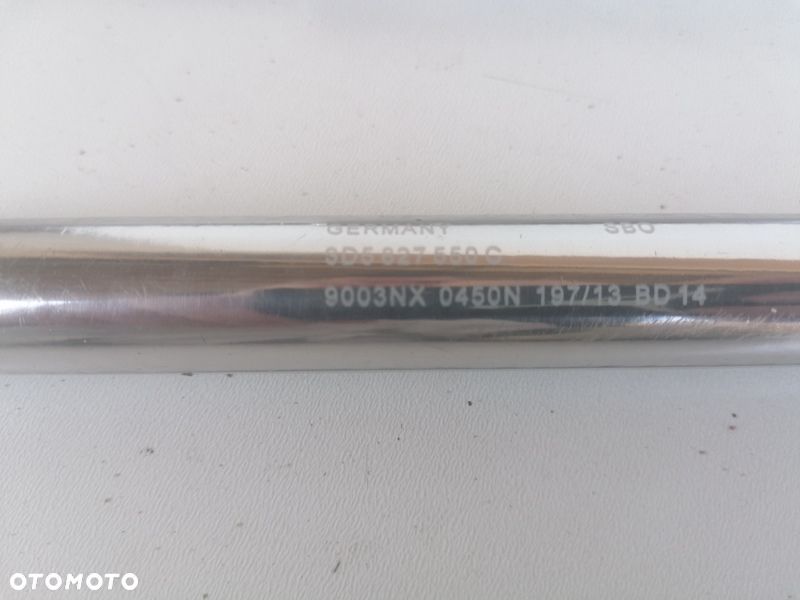 GERMANY SBO
3D5 827 550 C
9003NX 0450N 197/13 BD 14
OTOMOTO